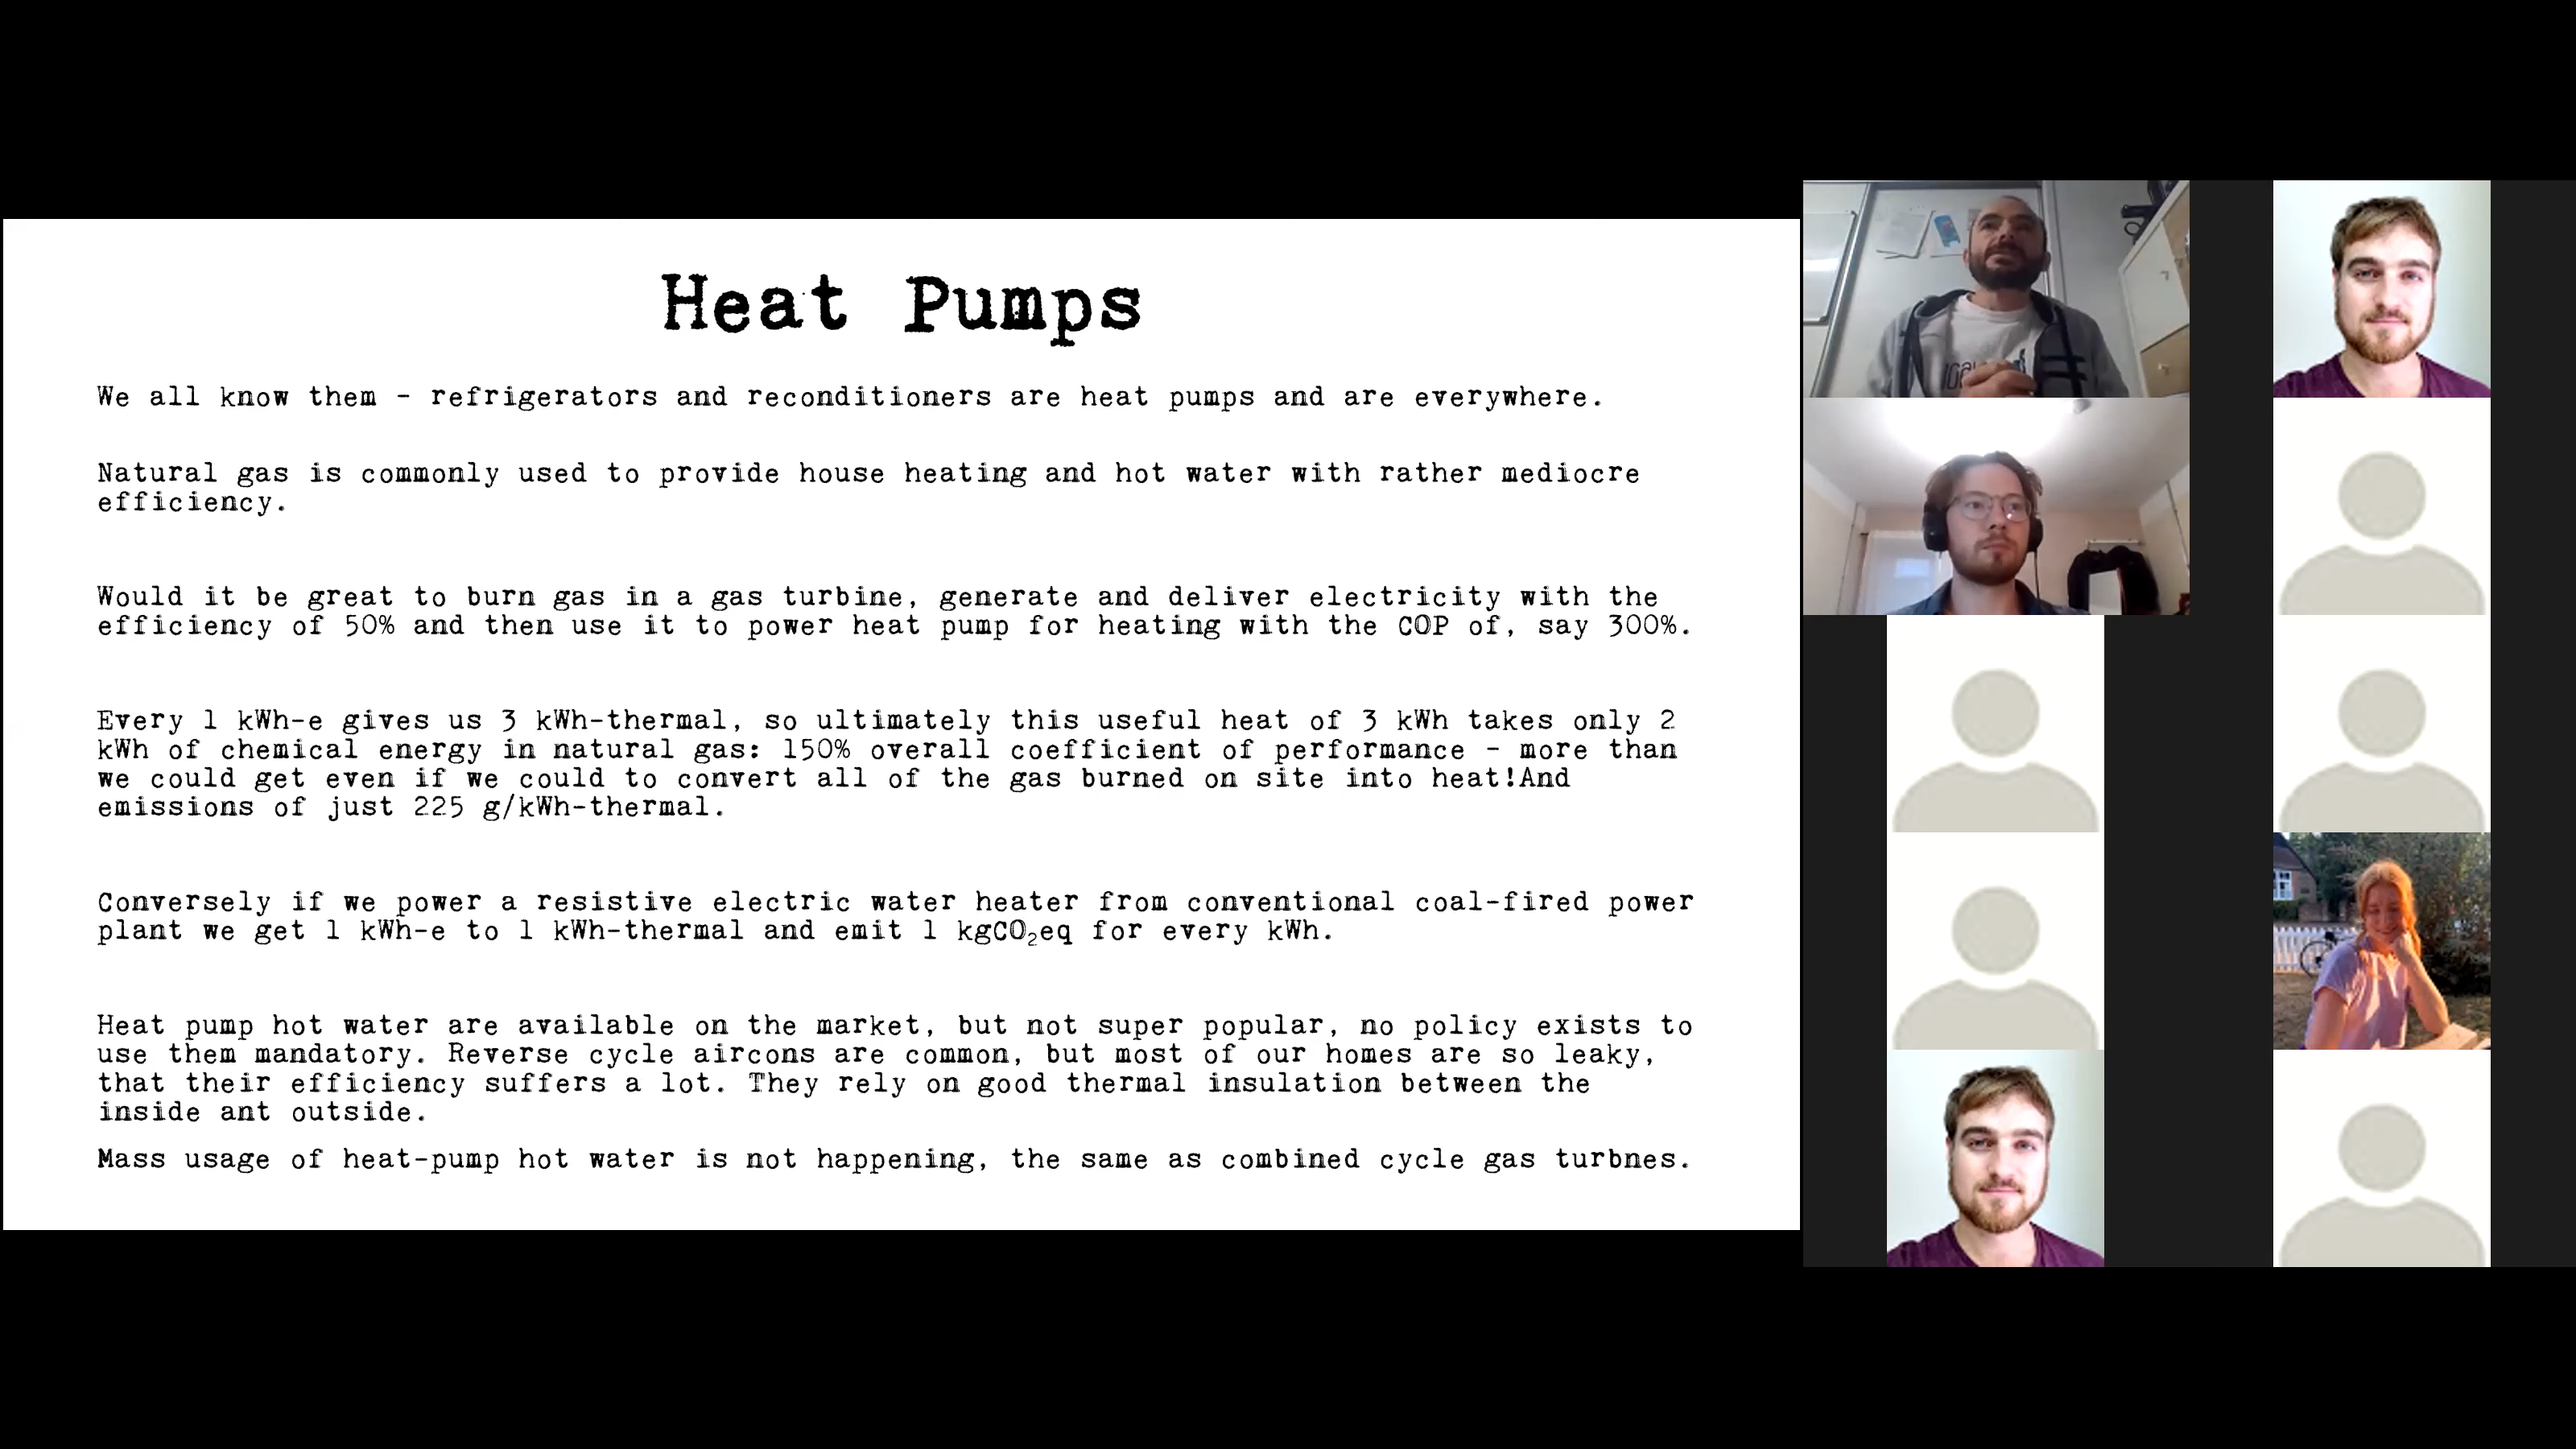 Heat Pumps
We all know them - refrigerators and reconditioners are heat pumps and are everywhere.
Natural gas is commonly used to provide house heating and hot water with rather mediocre
efficiency.
Would it be great to burn gas in a gas turbine, generate and deliver electricity with the
efficiency of 50% and then use it to power heat pump for heating with the COP of, say 300%.
Every 1 kWh-e gives us 3 kWh-thermal, so ultimately this useful heat of 3 kWh takes only 2
kWh of chemical energy in natural gas: 150% overall coefficient of performance - more than
we could get even if we could to convert all of the gas burned on site into heat!And
emissions of just 225 g/kWh-thermal.
Conversely if we power a resistive electric water heater from conventional coal-fired power
plant we get 1 kWh-e to 1 kWh-thermal and emit 1 kgCO₂eq for every kWh.
Heat pump hot water are available on the market, but not super popular, no policy exists to
use them mandatory. Reverse cycle aircons are common, but most of our homes are so leaky,
that their efficiency suffers a lot. They rely on good thermal insulation between the
inside ant outside.
Mass usage of heat-pump hot water is not happening, the same as combined cycle gas turbnes.